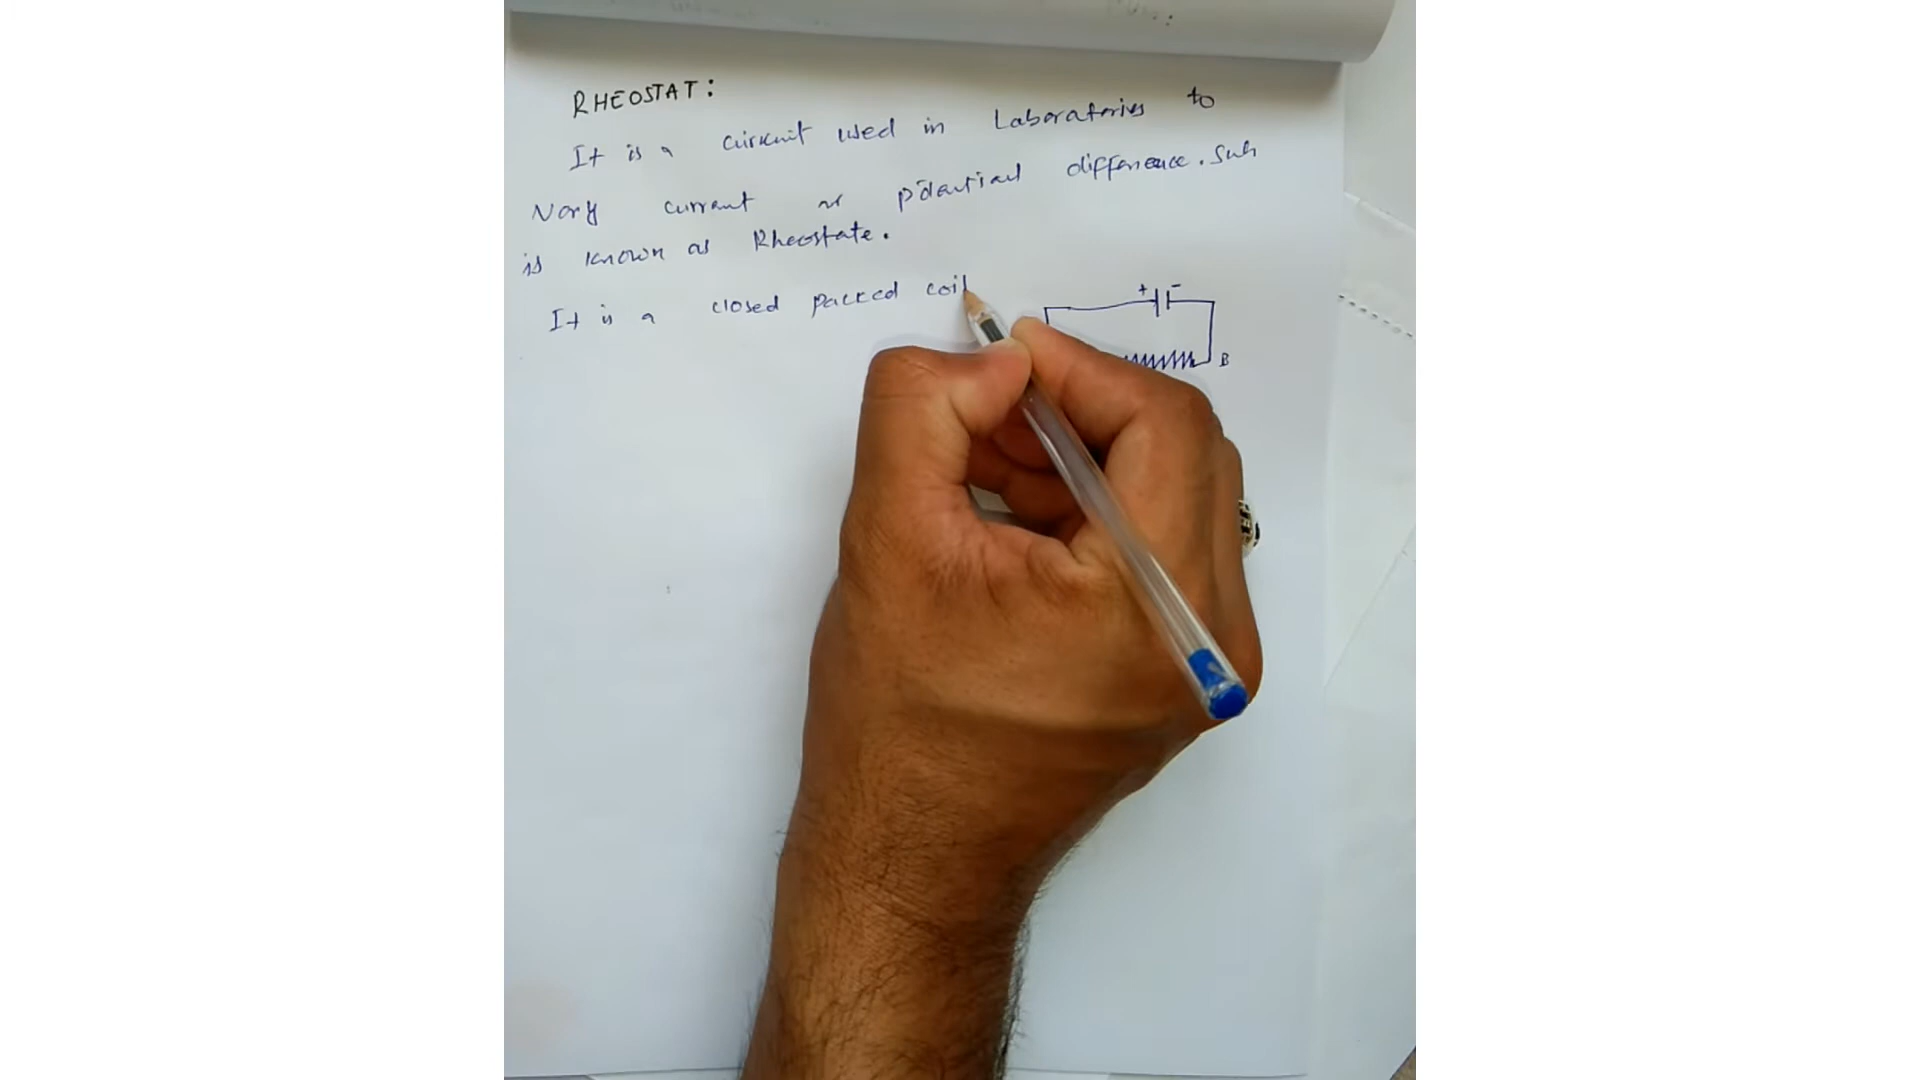 RHEOSTAT:
It is a circuit used in Laboratories to
Vary current or potential difference. Such
is known as Rheostate.
It is a closed packed coil
+ -
B